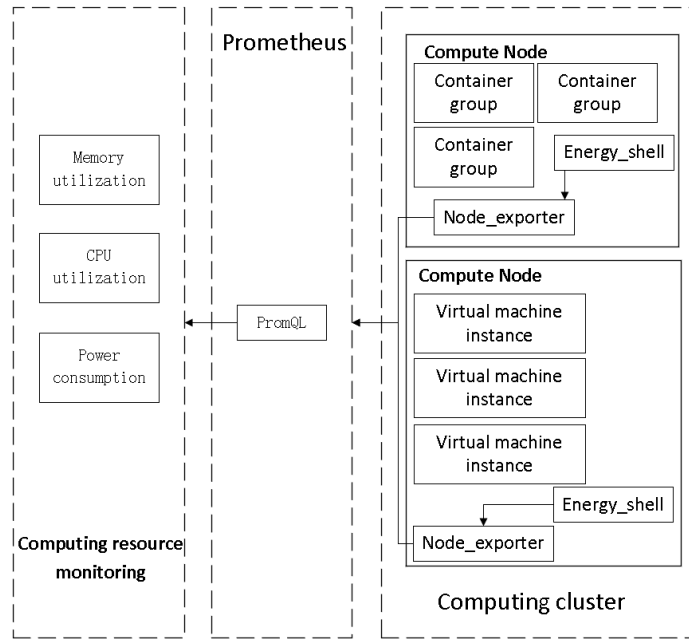 Memory
utilization
CPU
utilization
Power
consumption
Computing resource
monitoring
Prometheus
PromQL
Compute Node
Container
group
Container
group
Container
group
Energy_shell
Node_exporter
Compute Node
Virtual machine
instance
Virtual machine
instance
Virtual machine
instance
Energy_shell
Node_exporter
Computing cluster